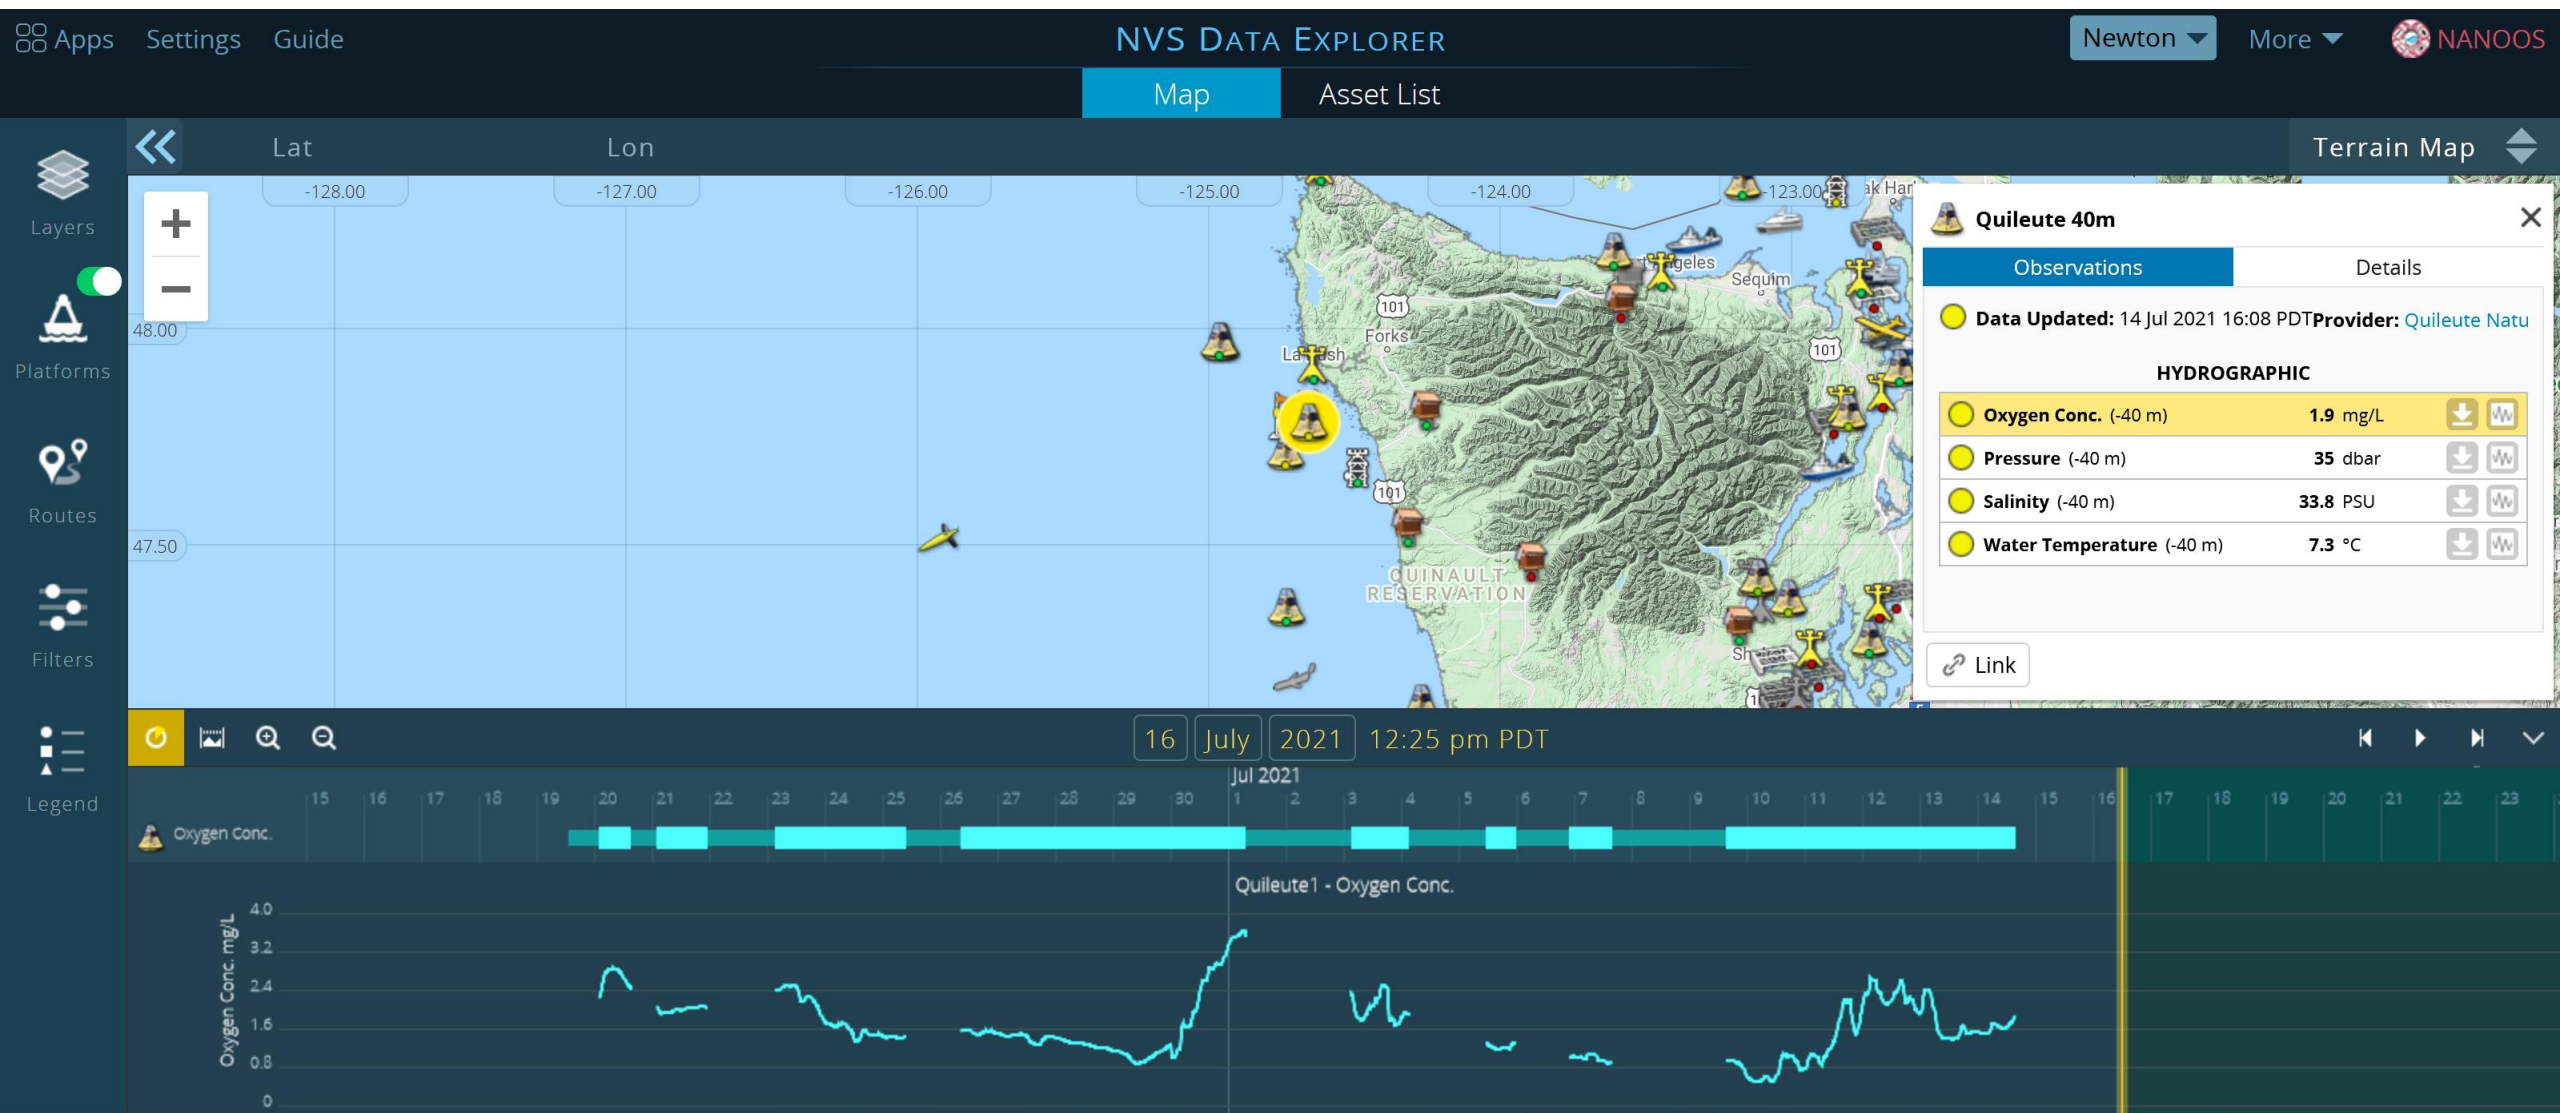 Apps Settings Guide NVS DATA EXPLORER Newton More NANOOS
Map Asset List
Lat Lon Terrain Map
Layers
Platforms
Routes
Filters
Legend
-128.00 -127.00 -126.00 -125.00 -124.00 -123.00
48.00
47.50
Sequim
101
Forks
101
101
QUINAULT
RESERVATION
Quileute 40m
Observations Details
Data Updated: 14 Jul 2021 16:08 PDT Provider: Quileute Natu
HYDROGRAPHIC
Oxygen Conc. (-40 m) 1.9 mg/L
Pressure (-40 m) 35 dbar
Salinity (-40 m) 33.8 PSU
Water Temperature (-40 m) 7.3 °C
Link
16 July 2021 12:25 pm PDT
Jul 2021
15 16 17 18 19 20 21 22 23 24 25 26 27 28 29 30 1 2 3 4 5 6 7 8 9 10 11 12 13 14 15 16 17 18 19 20 21 22 23
Oxygen Conc.
Quileute1 - Oxygen Conc.
Oxygen Conc. mg/L
4.0
3.2
2.4
1.6
0.8
0